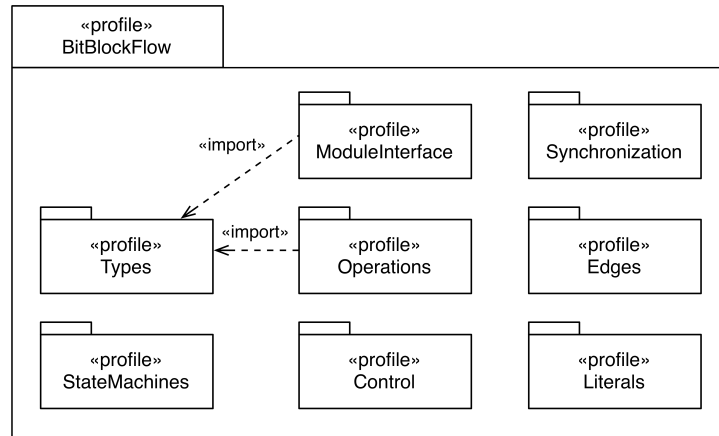 «profile»
BitBlockFlow
«profile»
ModuleInterface
«profile»
Synchronization
«import»
«profile»
Types
«import»
«profile»
Operations
«profile»
Edges
«profile»
StateMachines
«profile»
Control
«profile»
Literals